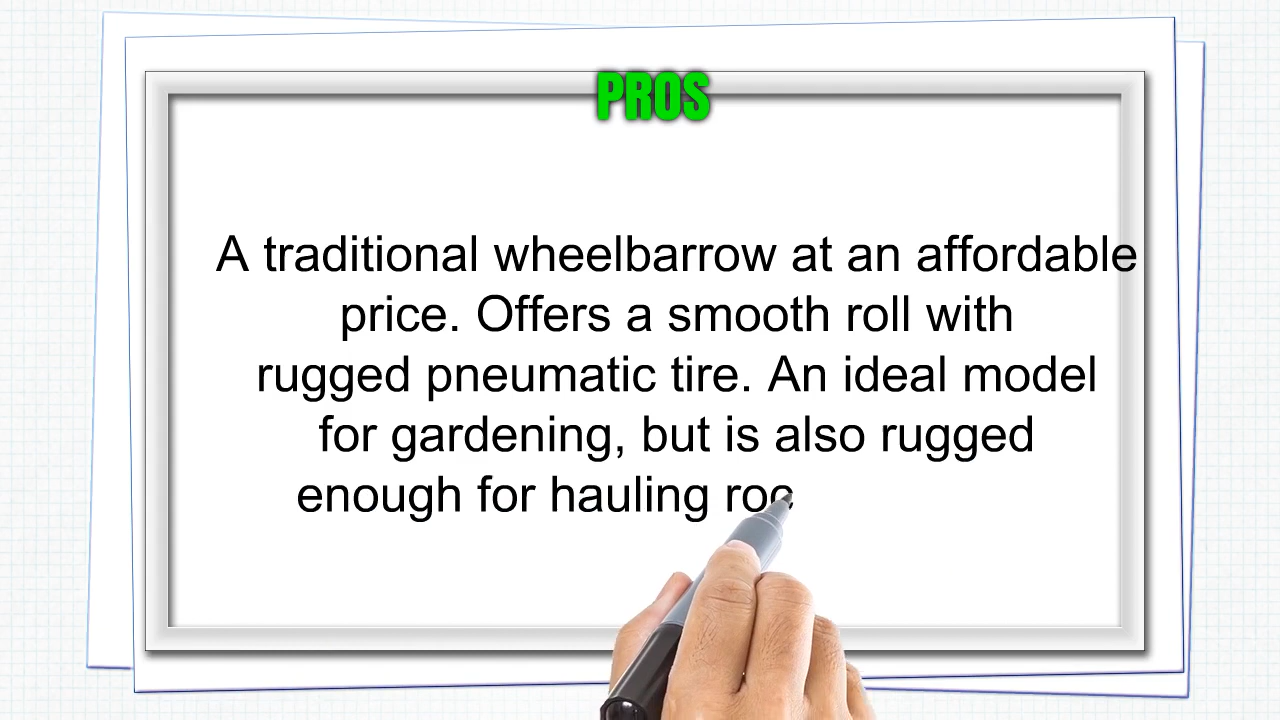 PROS
A traditional wheelbarrow at an affordable
price. Offers a smooth roll with
rugged pneumatic tire. An ideal model
for gardening, but is also rugged
enough for hauling roc